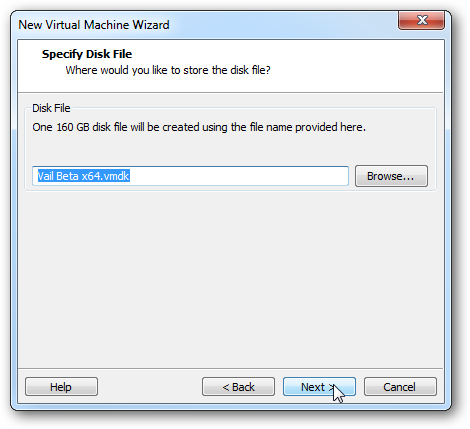 New Virtual Machine Wizard
Specify Disk File
Where would you like to store the disk file?
Disk File
One 160 GB disk file will be created using the file name provided here.
Vail Beta x64.vmdk
Browse...
Help
< Back
Next >
Cancel